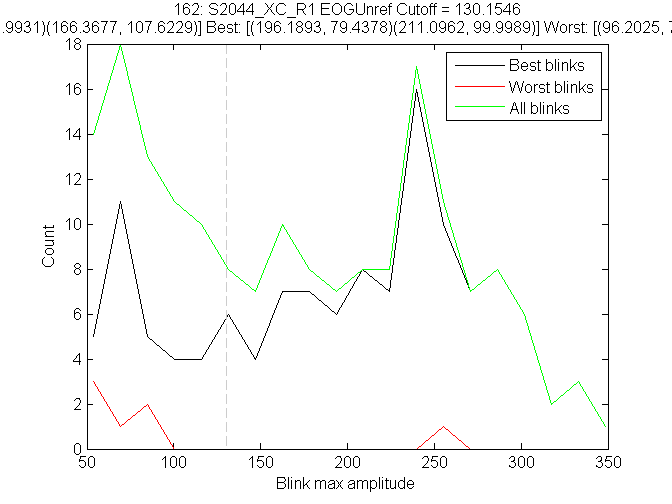 162: S2044_XC_R1 EOGUnref Cutoff = 130.1546
.9931)(166.3677, 107.6229)] Best: [(196.1893, 79.4378)(211.0962, 99.9989)] Worst: [(96.2025,
18
16
14
12
10
8
6
4
2
0
Count
Best blinks
Worst blinks
All blinks
50 100 150 200 250 300 350
Blink max amplitude